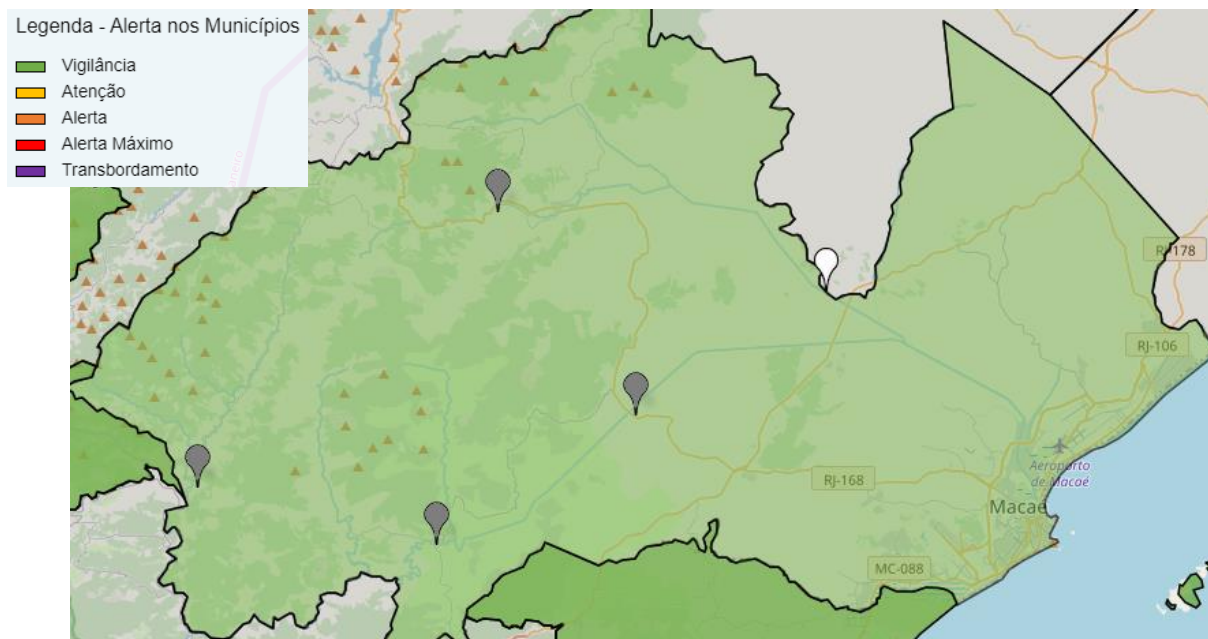 Legenda - Alerta nos Municípios
Vigilância
Atenção
Alerta
Alerta Máximo
Transbordamento
RJ-178
RJ-106
Aeroporto
de Macaé
RJ-168
Macaé
MC-088